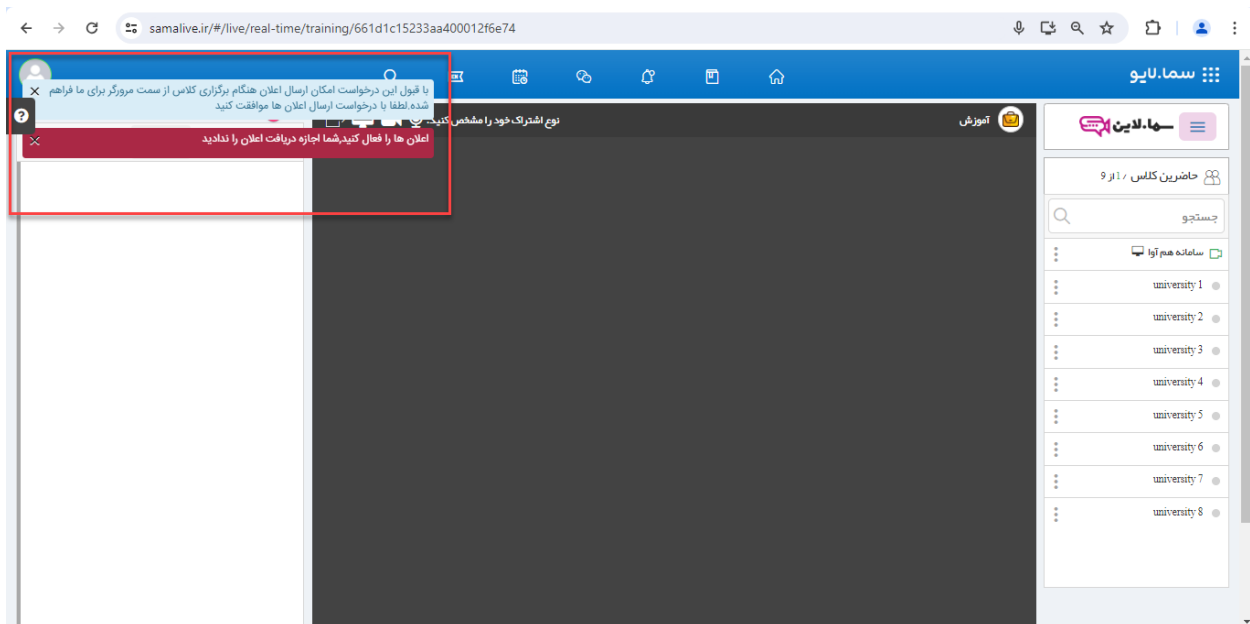 samalive.ir/#/live/real-time/training/661d1c15233aa400012f6e74
سما.لایو
با قبول این درخواست امکان ارسال اعلان هنگام برگزاری کلاس از سمت مرورگر برای ما فراهم
شده.لطفا با درخواست ارسال اعلان ها موافقت کنید
اعلان ها را فعال کنید,شما اجازه دریافت اعلان را ندادید
آموزش
نوع اشتراک خود را مشخص کنید:
سما.لاین
حاضرین کلاس / 1 از 9
جستجو
سامانه هم آوا
university 1
university 2
university 3
university 4
university 5
university 6
university 7
university 8